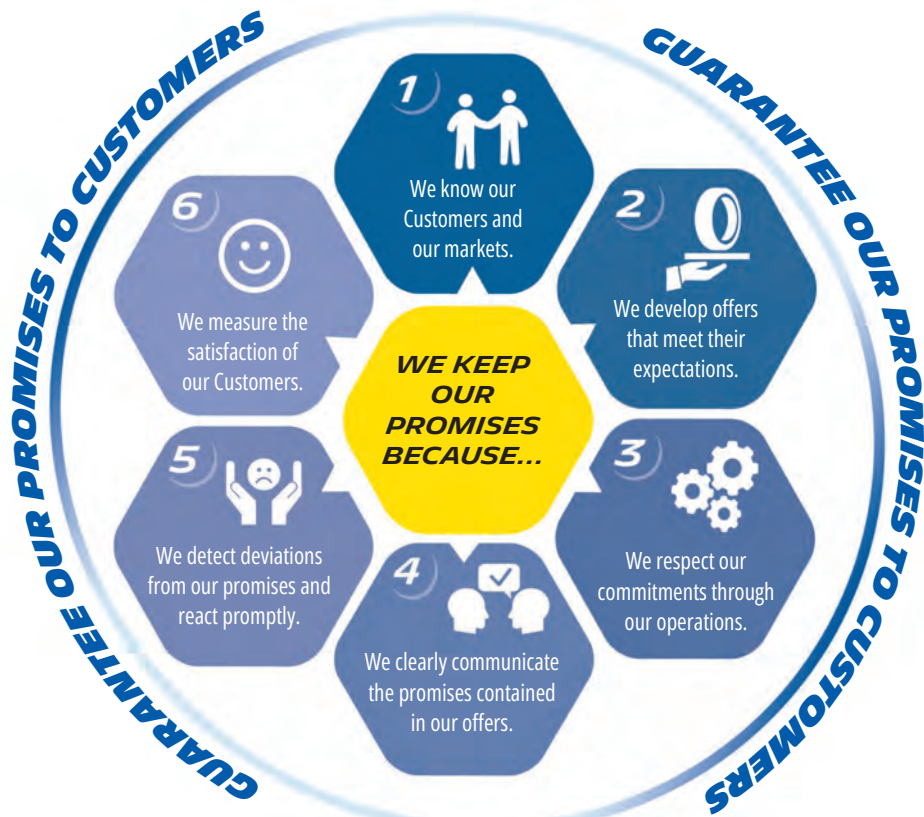 GUARANTEE OUR PROMISES TO CUSTOMERS
GUARANTEE OUR PROMISES TO CUSTOMERS
1
We know our
Customers and
our markets.
2
We develop offers
that meet their
expectations.
3
We respect our
commitments through
our operations.
4
We clearly communicate
the promises contained
in our offers.
5
We detect deviations
from our promises and
react promptly.
6
We measure the
satisfaction of
our Customers.
WE KEEP
OUR
PROMISES
BECAUSE...